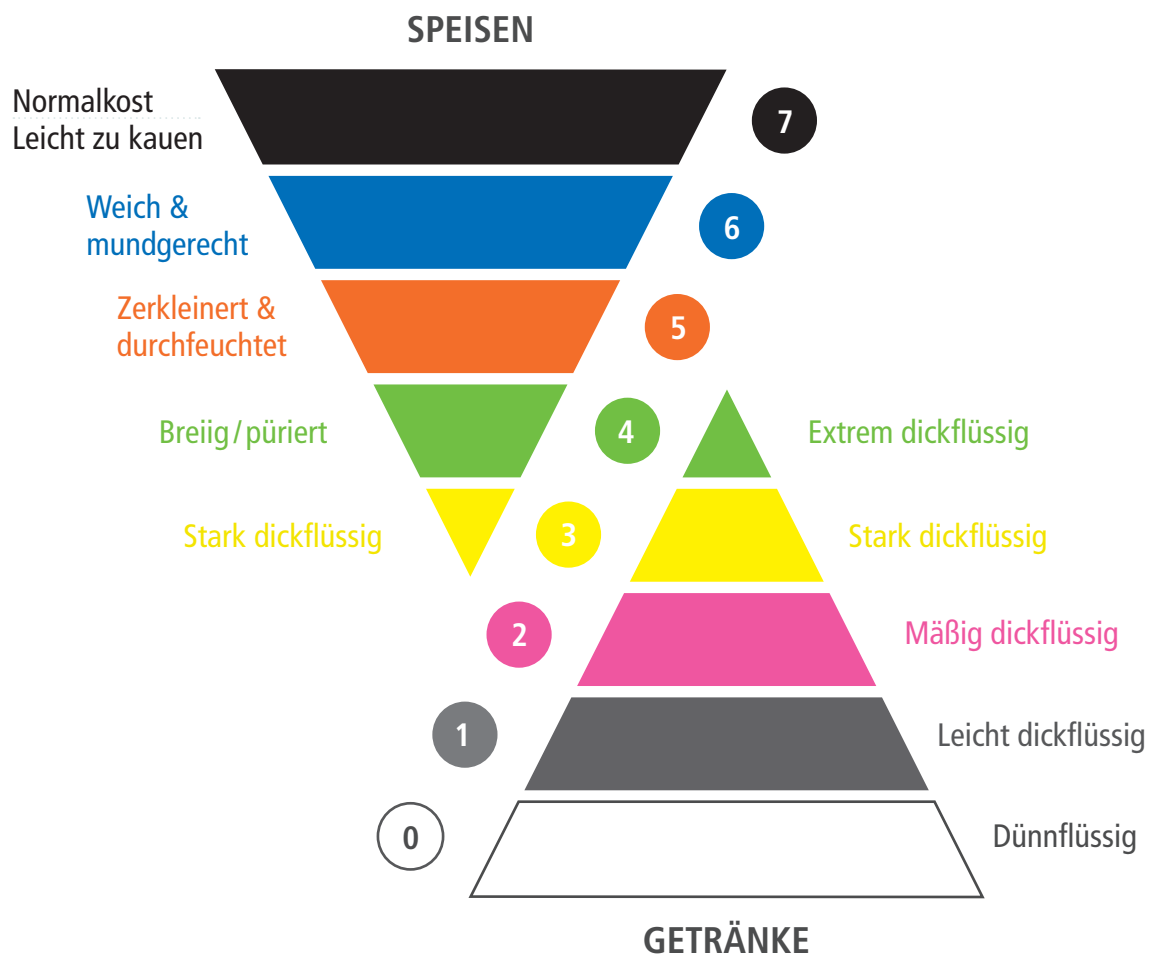 SPEISEN
Normalkost
Leicht zu kauen
7
Weich &
mundgerecht
6
Zerkleinert &
durchfeuchtet
5
Breiig/püriert
4
Extrem dickflüssig
Stark dickflüssig
3
Stark dickflüssig
2
Mäßig dickflüssig
1
Leicht dickflüssig
0
Dünnflüssig
GETRÄNKE